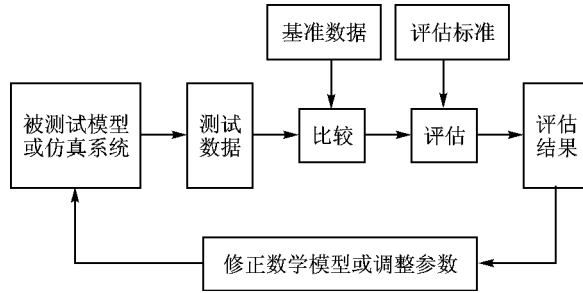 基准数据
评估标准
被测试模型
或仿真系统
测试
数据
比较
评估
评估
结果
修正数学模型或调整参数